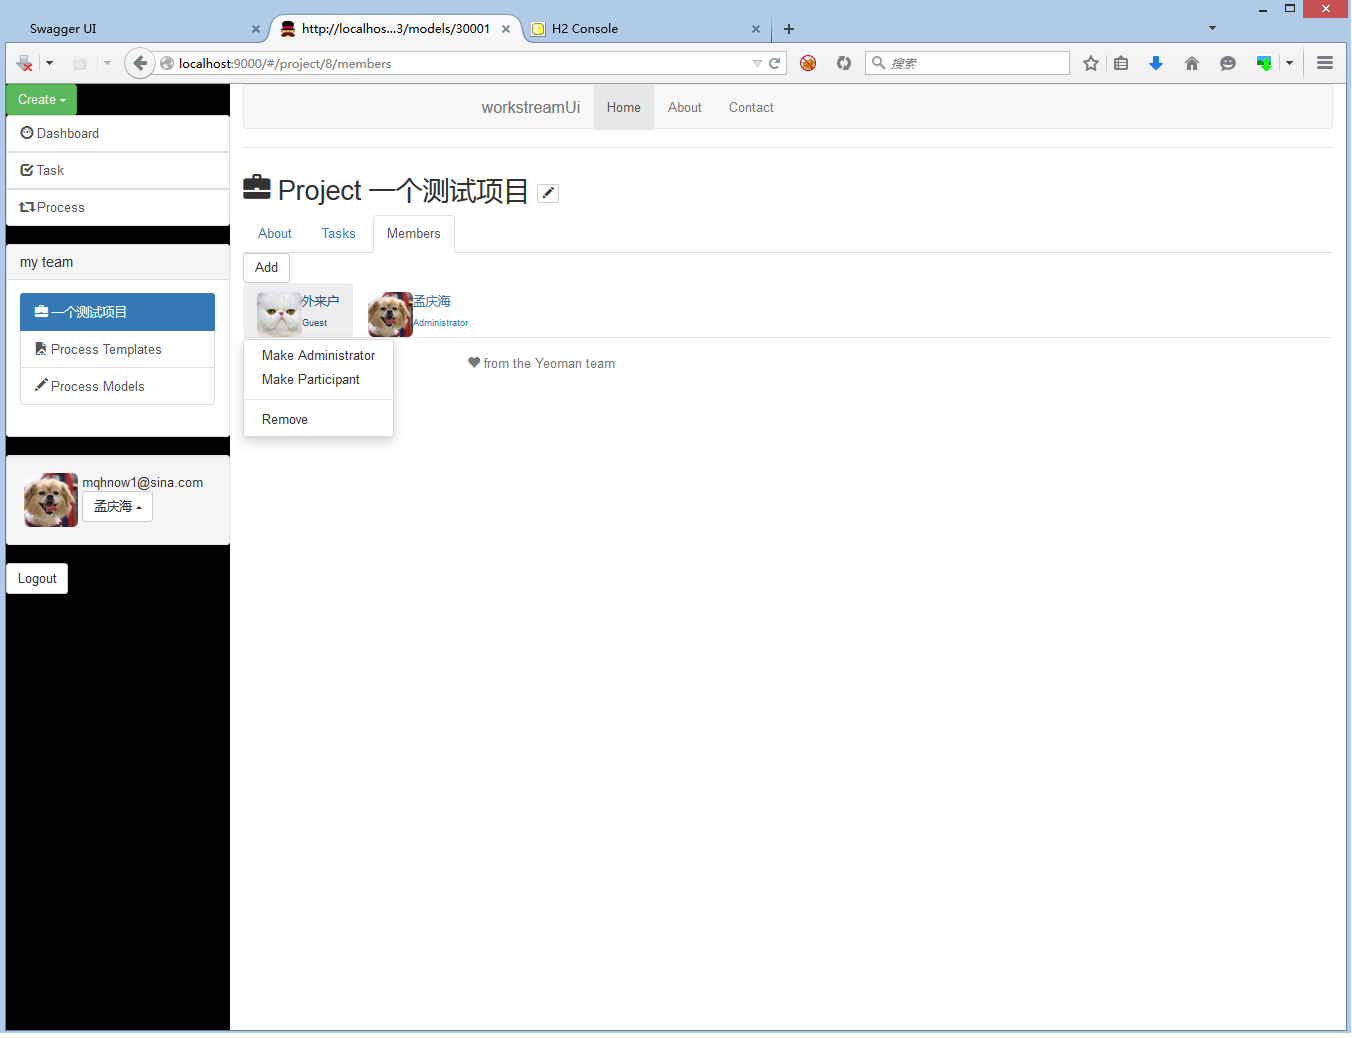 Swagger UI
http://localhos...3/models/30001
H2 Console
localhost:9000/#/project/8/members
搜索
Create
Dashboard
Task
Process
my team
一个测试项目
Process Templates
Process Models
mqhnow1@sina.com
孟庆海
Logout
workstreamUi
Home
About
Contact
Project 一个测试项目
About
Tasks
Members
Add
外来户
Guest
孟庆海
Administrator
Make Administrator
Make Participant
Remove
from the Yeoman team